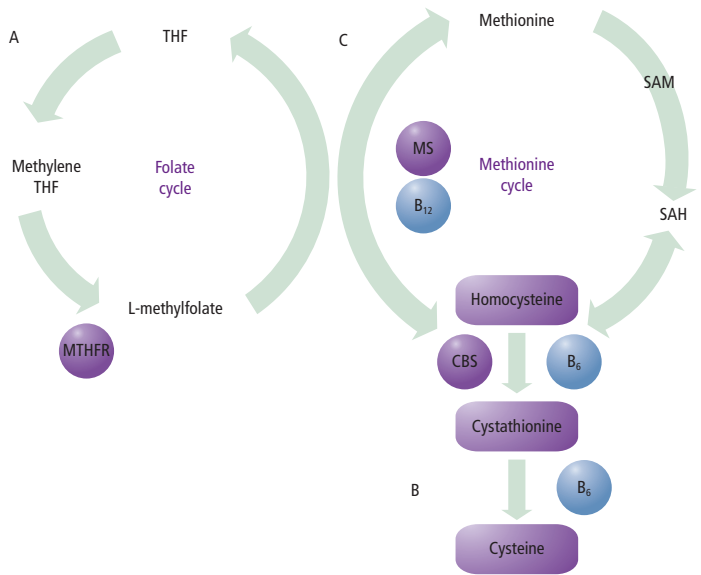 A
THF
Methylene
THF
Folate
cycle
L-methylfolate
MTHFR
C
Methionine
SAM
MS
B12
Methionine
cycle
SAH
Homocysteine
CBS
B6
Cystathionine
B
B6
Cysteine